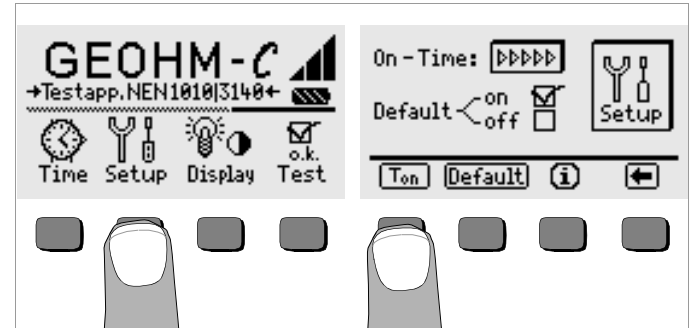 GEOHM-C
→Testapp.NEN1010|3140←
Time Setup Display o.k. Test
On-Time: ▷▷▷▷▷
Default on
off
Setup
Ton Default i ←